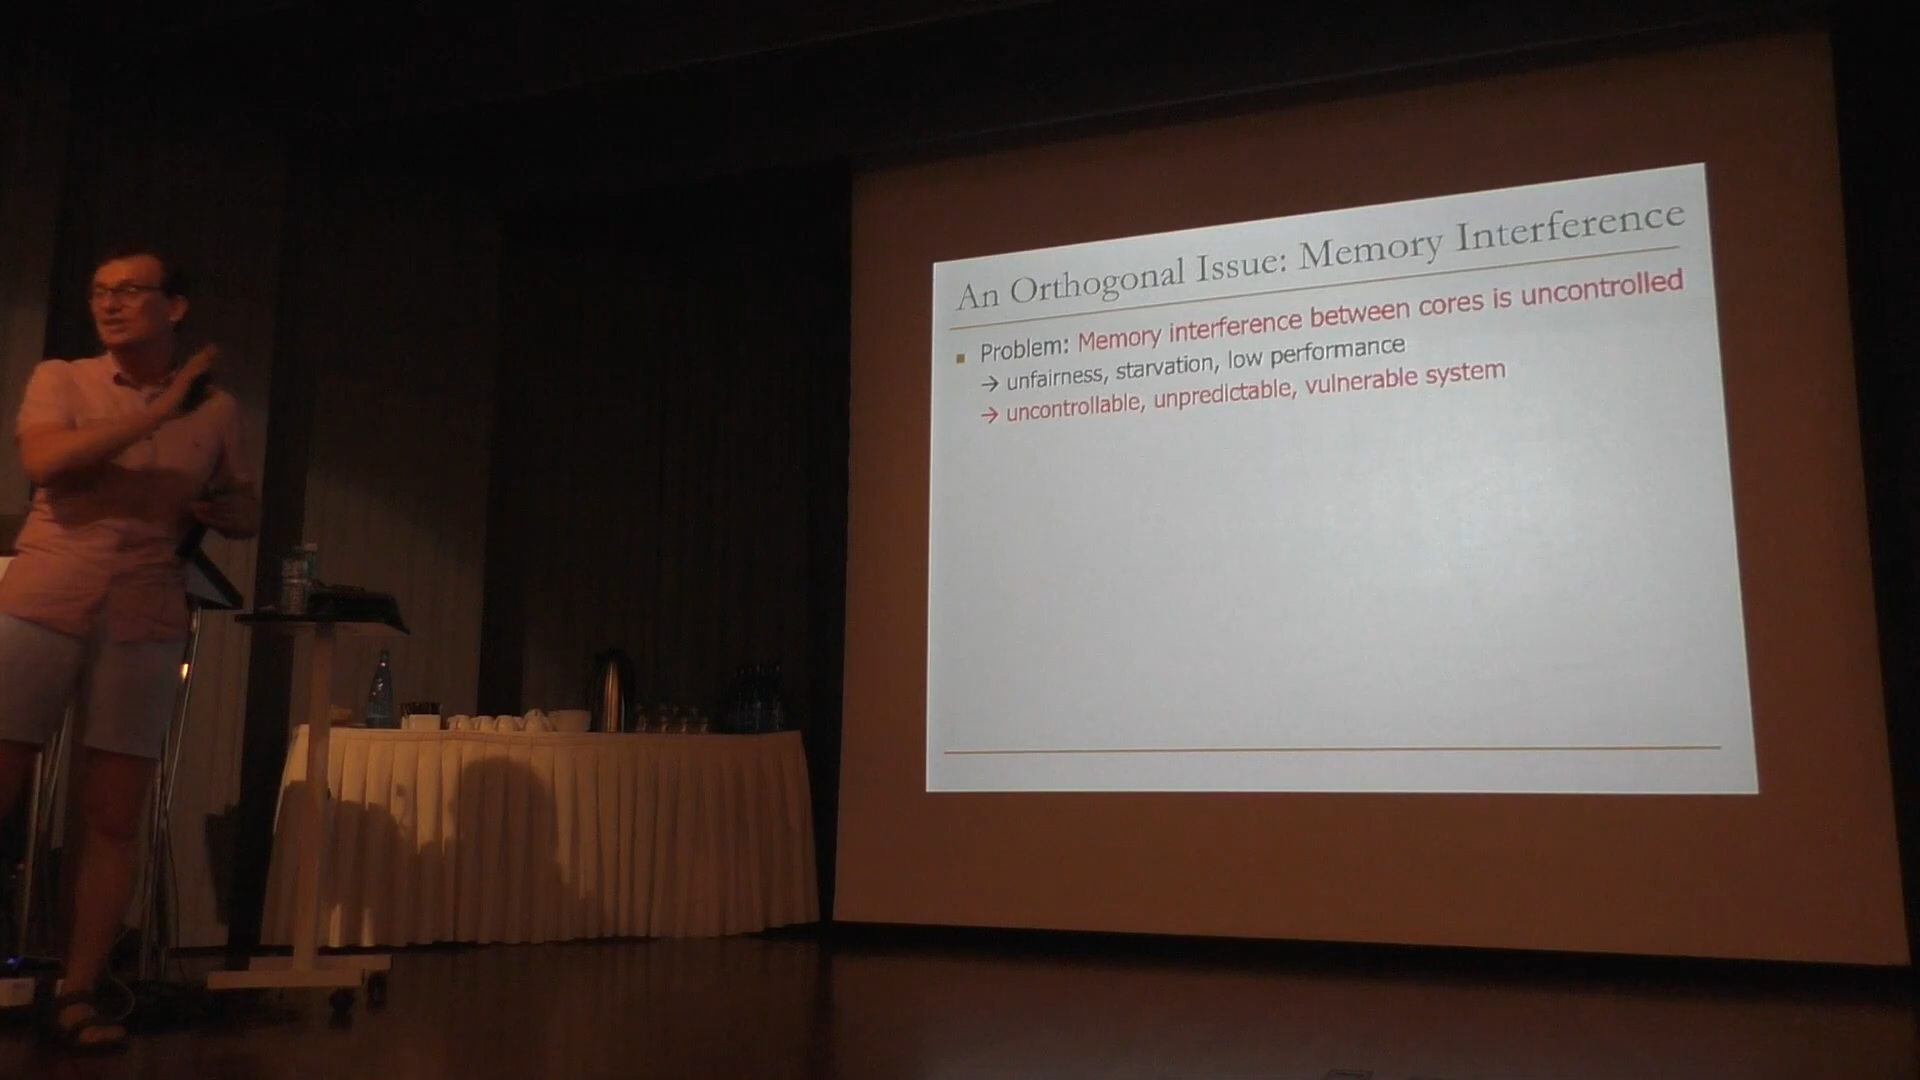 An Orthogonal Issue: Memory Interference
▪ Problem: Memory interference between cores is uncontrolled
→ unfairness, starvation, low performance
→ uncontrollable, unpredictable, vulnerable system